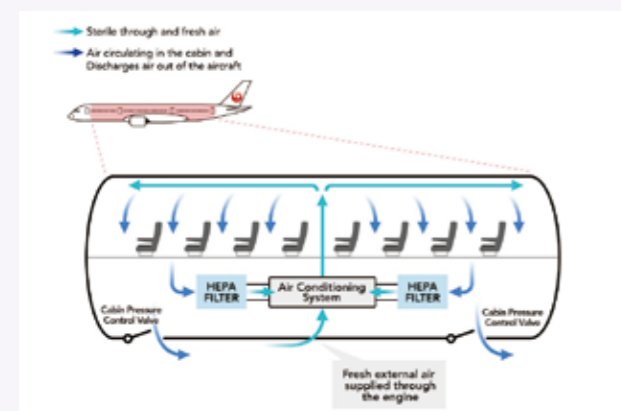 Sterile through and fresh air
Air circulating in the cabin and
Discharges air out of the aircraft
HEPA
FILTER
Air Conditioning
System
HEPA
FILTER
Cabin Pressure
Control Valve
Cabin Pressure
Control Valve
Fresh external air
supplied through
the engine